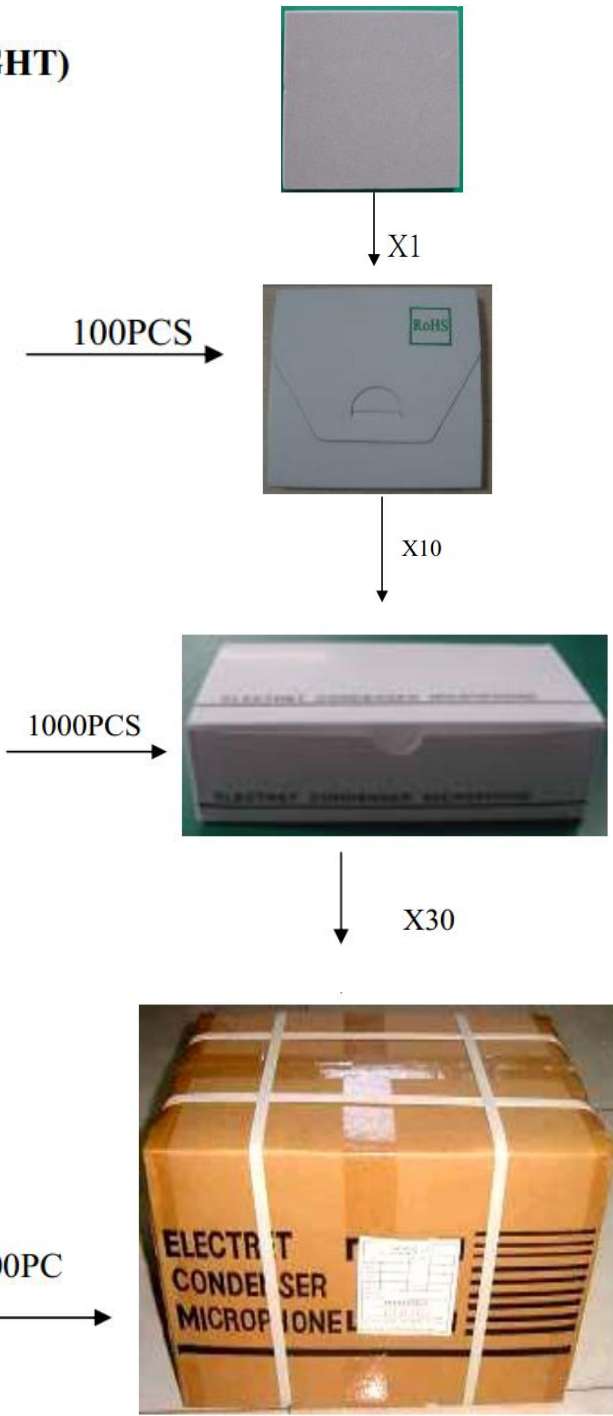 GHT)
X1
100PCS
RoHS
X10
ELECTRET CONDENSER MICROPHONE
1000PCS
ELECTRET CONDENSER MICROPHONE
X30
00PC
ELECTRET
CONDENSER
MICROPHONE